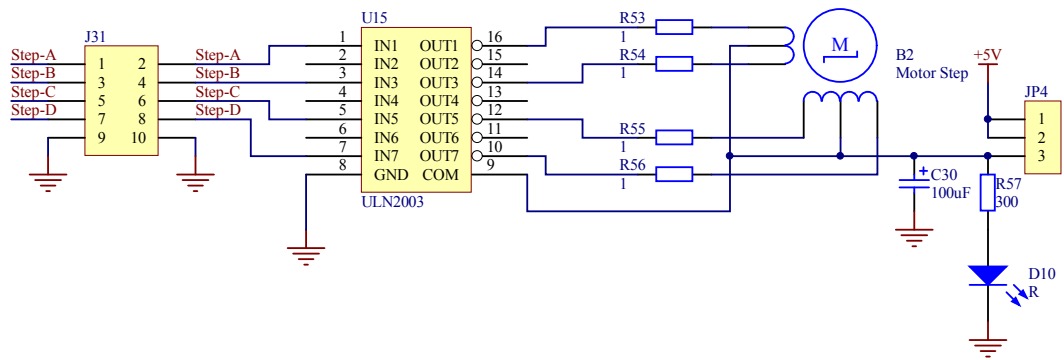 J31
Step-A
Step-B
Step-C
Step-D
1
3
5
7
9
2
4
6
8
10
Step-A
Step-B
Step-C
Step-D
U15
1
2
3
4
5
6
7
8
IN1
IN2
IN3
IN4
IN5
IN6
IN7
GND
OUT1
OUT2
OUT3
OUT4
OUT5
OUT6
OUT7
COM
16
15
14
13
12
11
10
9
ULN2003
R53
1
R54
1
R55
1
R56
1
M
B2
Motor Step
+5V
JP4
1
2
3
+
C30
100uF
R57
300
D10
R